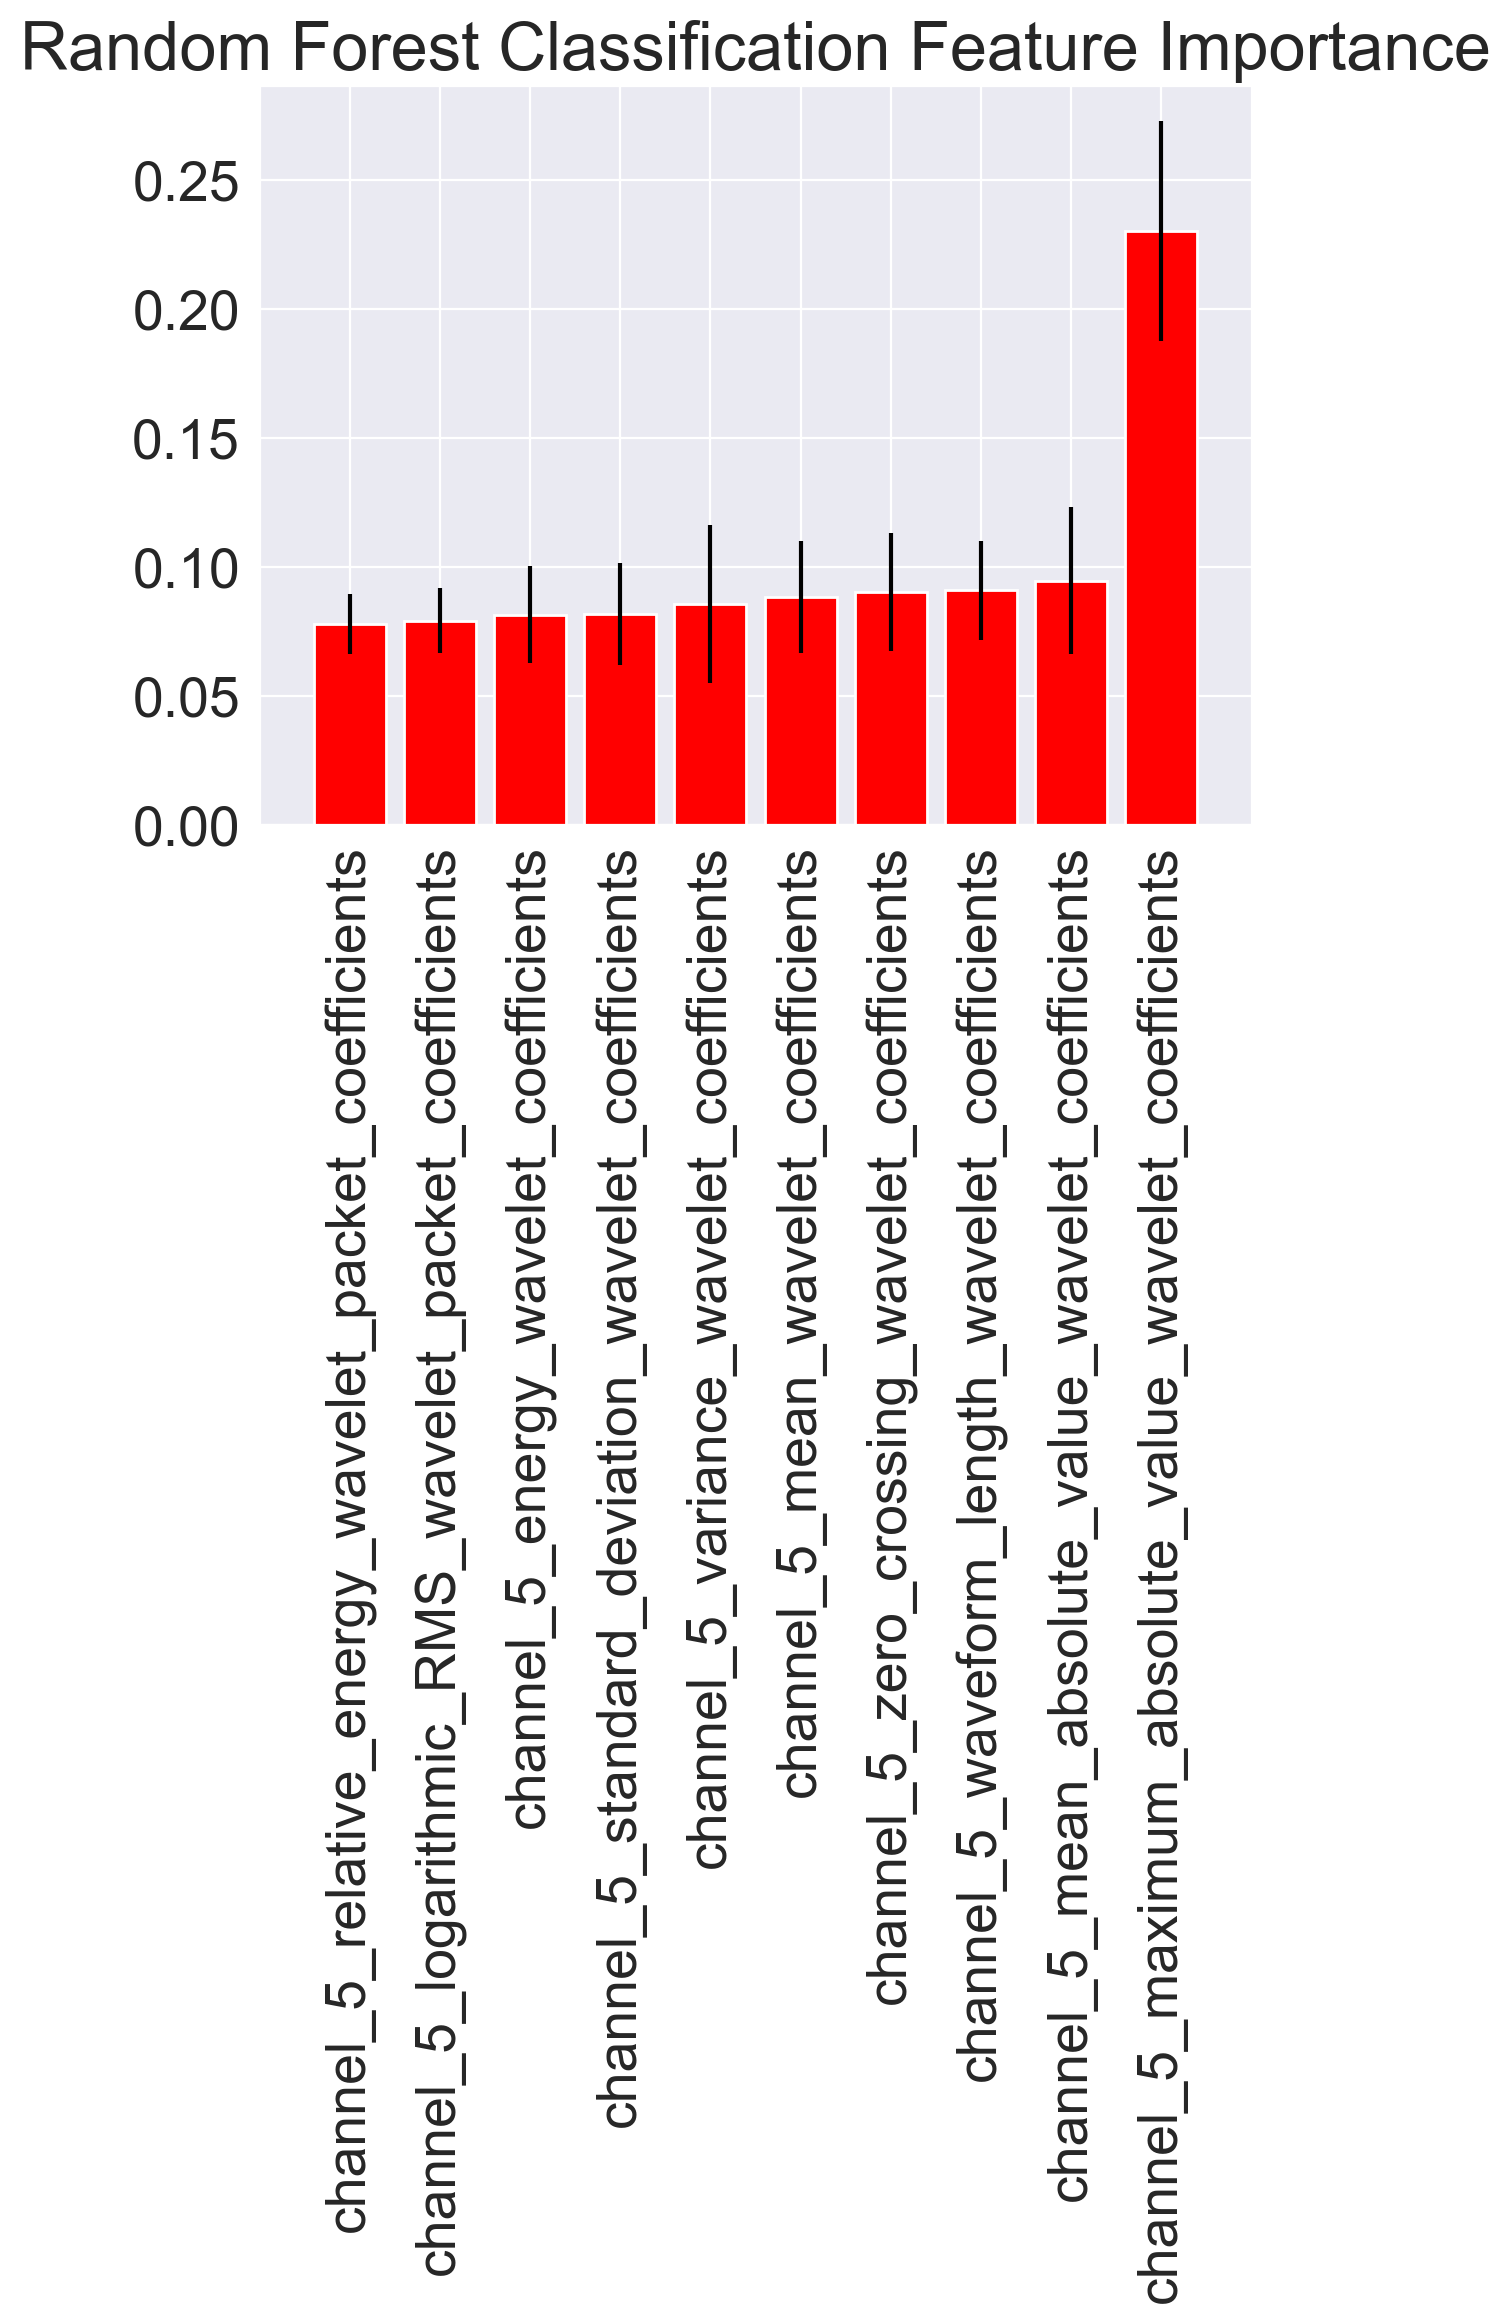 Random Forest Classification Feature Importance
0.25
0.20
0.15
0.10
0.05
0.00
channel_5_relative_energy_wavelet_packet_coefficients
channel_5_logarithmic_RMS_wavelet_packet_coefficients
channel_5_energy_wavelet_coefficients
channel_5_standard_deviation_wavelet_coefficients
channel_5_variance_wavelet_coefficients
channel_5_mean_wavelet_coefficients
channel_5_zero_crossing_wavelet_coefficients
channel_5_waveform_length_wavelet_coefficients
channel_5_mean_absolute_value_wavelet_coefficients
channel_5_maximum_absolute_value_wavelet_coefficients